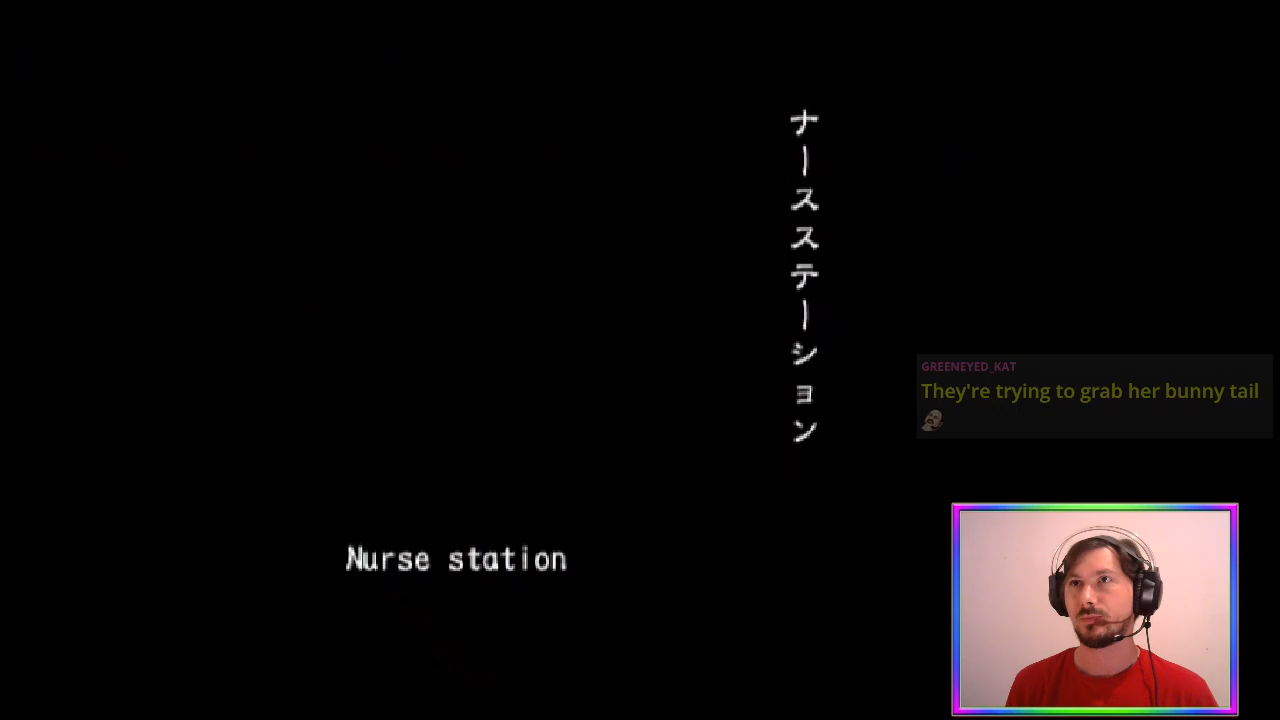 ナースステーション
Nurse station
GREENEYED_KAT
They're trying to grab her bunny tail